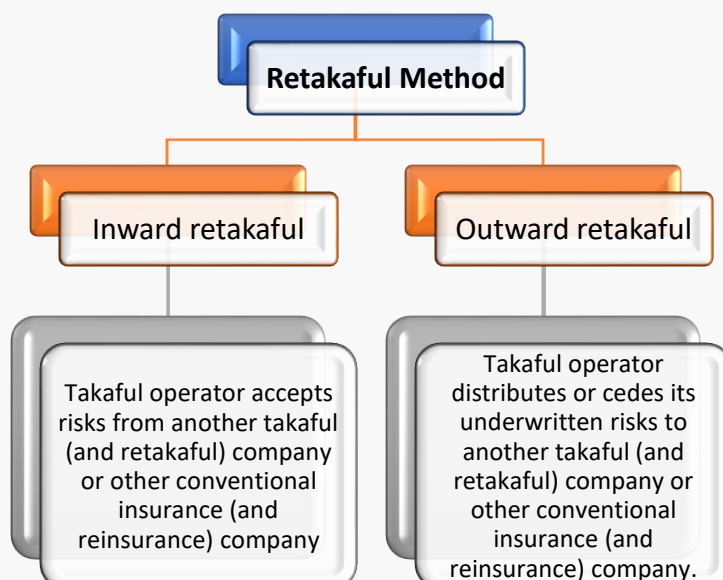 Retakaful Method
Inward retakaful
Outward retakaful
Takaful operator accepts
risks from another takaful
(and retakaful) company
or other conventional
insurance (and
reinsurance) company
Takaful operator
distributes or cedes its
underwritten risks to
another takaful (and
retakaful) company or
other conventional
insurance (and
reinsurance) company.